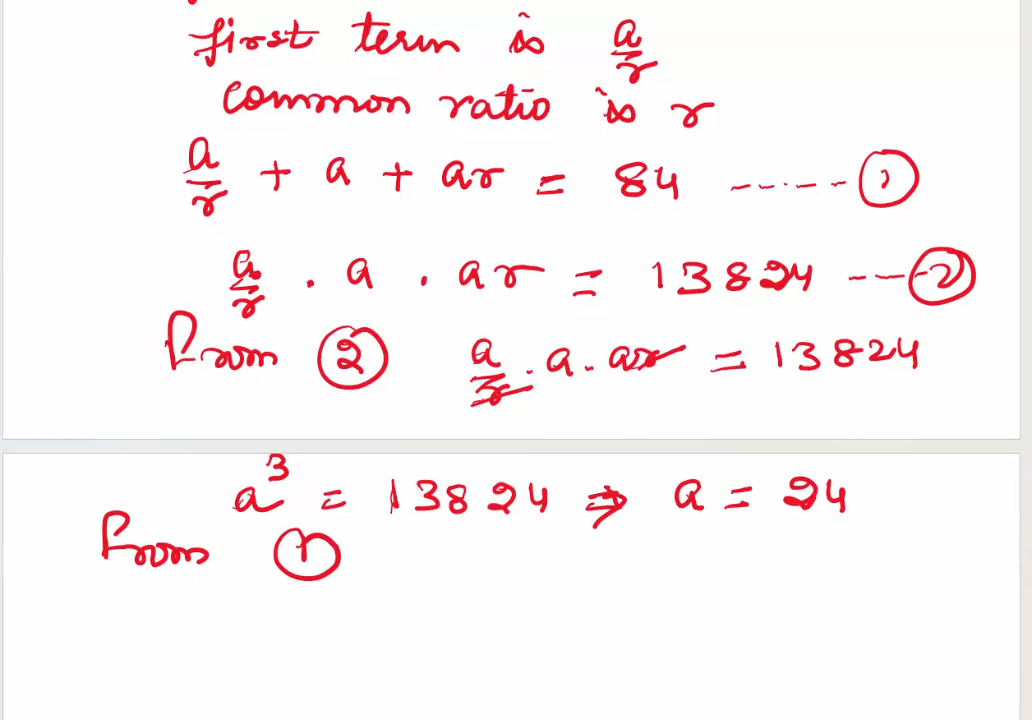 first term is a/r
common ratio is r
a/r + a + ar = 84 ------ 1
a/r . a . ar = 13824 --- 2
From 2 a/r . a . ar = 13824
a³ = 13824 ⇒ a = 24
From 1